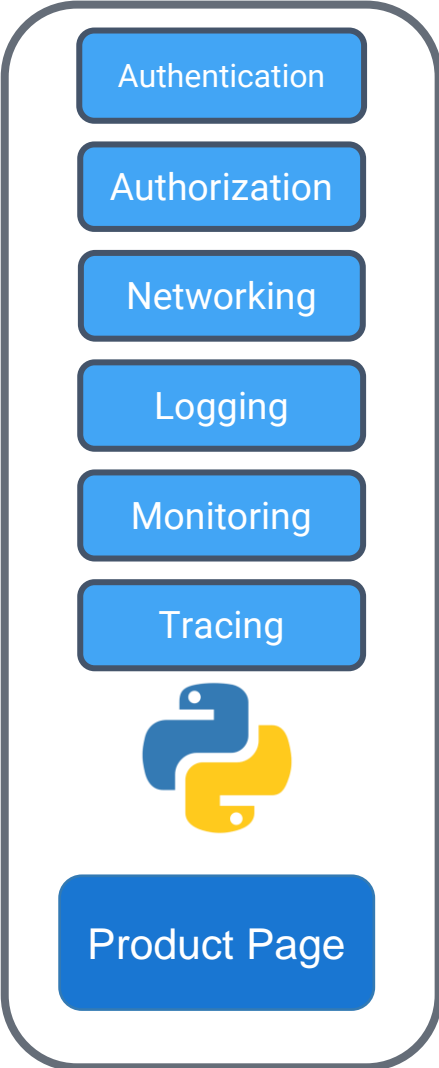 Authentication
Authorization
Networking
Logging
Monitoring
Tracing
Product Page